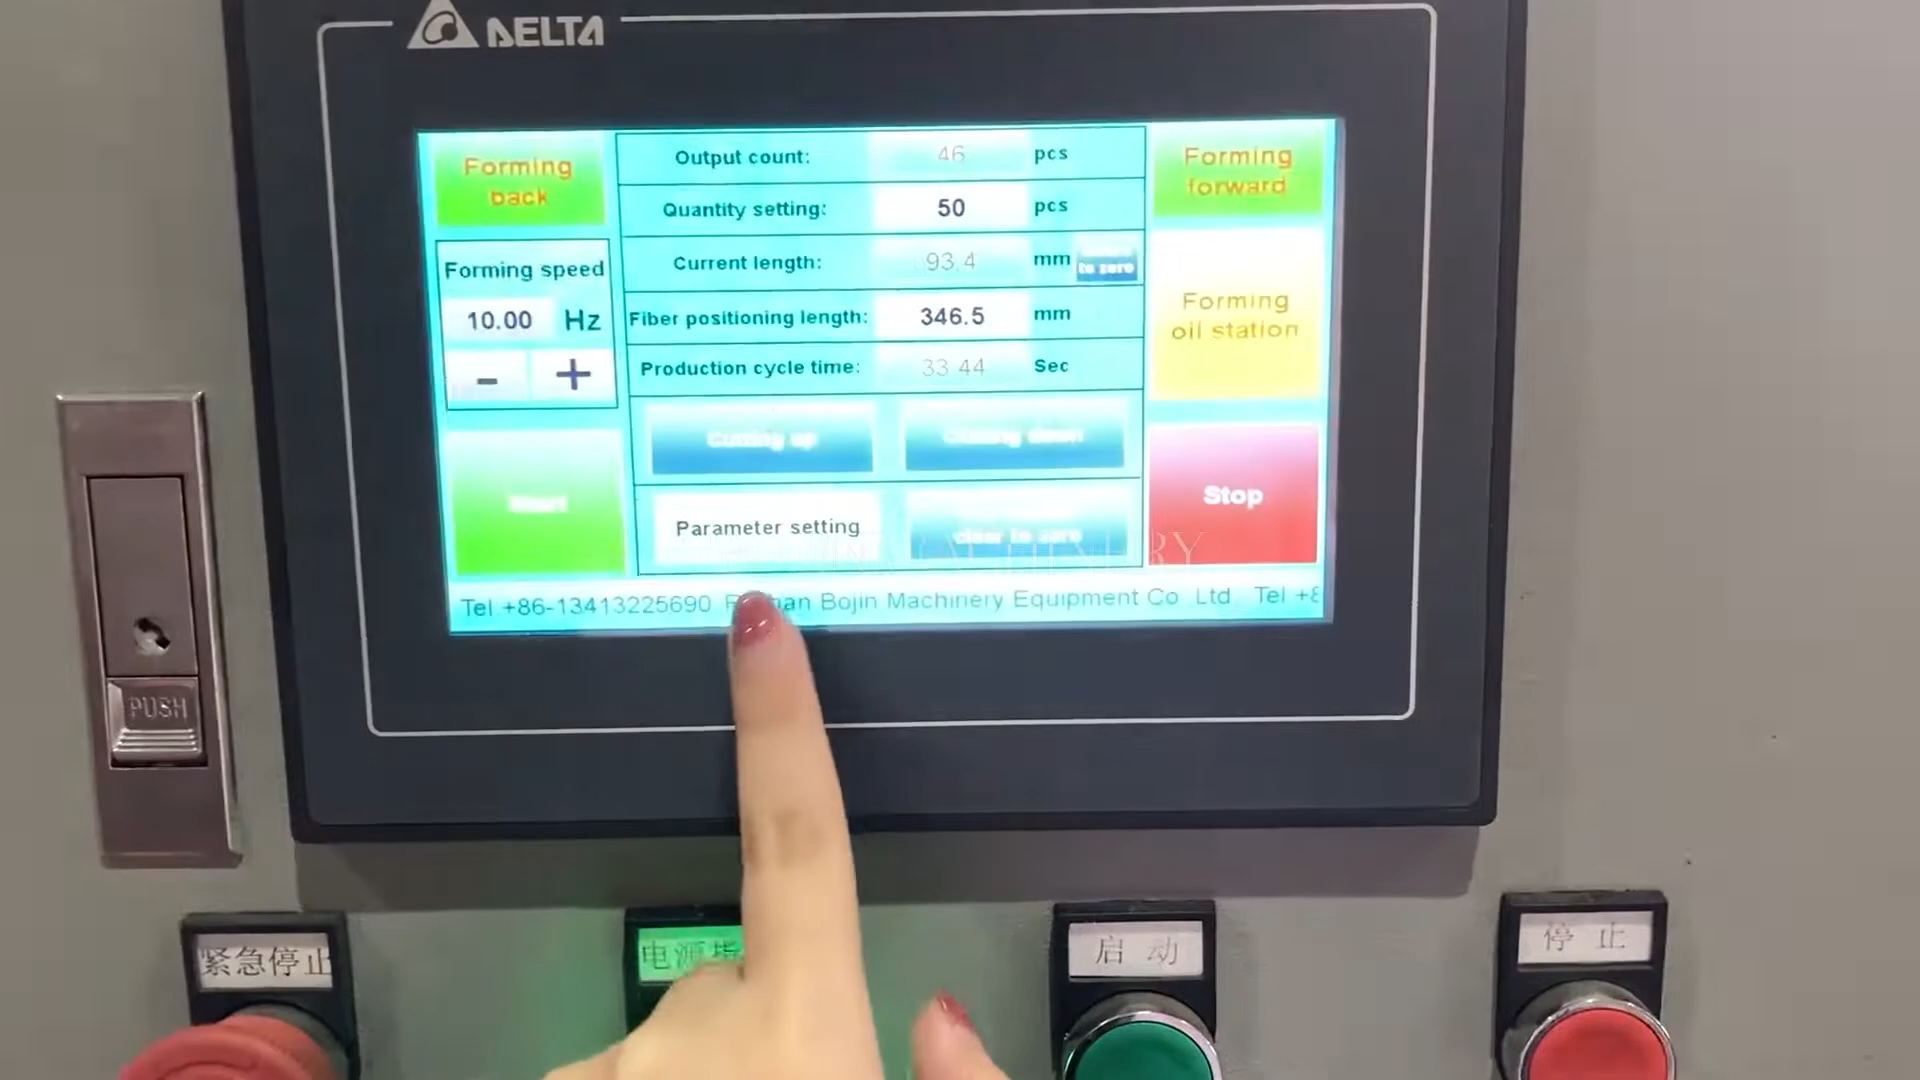 DELTA
Forming
back
Output count: 46 pcs
Forming
forward
Quantity setting: 50 pcs
Forming speed
Current length: 93.4 mm
to zero
10.00 Hz
Fiber positioning length: 346.5 mm
Forming
oil station
- +
Production cycle time: 33.44 Sec
Cutting up
Cutting down
Start
Parameter setting
clear to zero
Stop
Tel +86-13413225690 Bojin Machinery Equipment Co Ltd Tel
PUSH
紧急停止
电源指
启动
停止